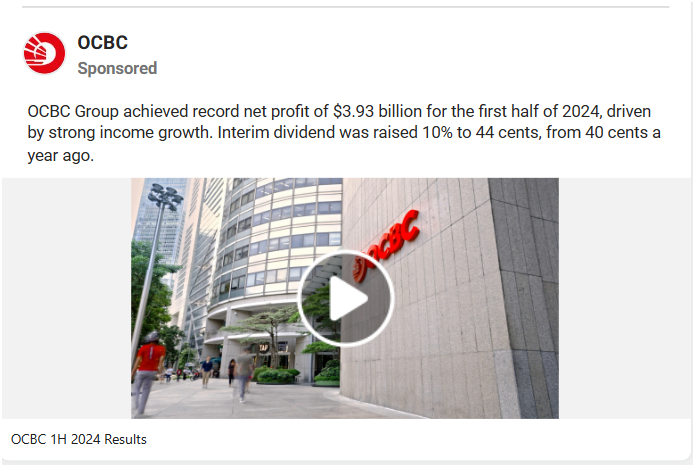 OCBC
Sponsored
OCBC Group achieved record net profit of $3.93 billion for the first half of 2024, driven
by strong income growth. Interim dividend was raised 10% to 44 cents, from 40 cents a
year ago.
OCBC
OCBC 1H 2024 Results